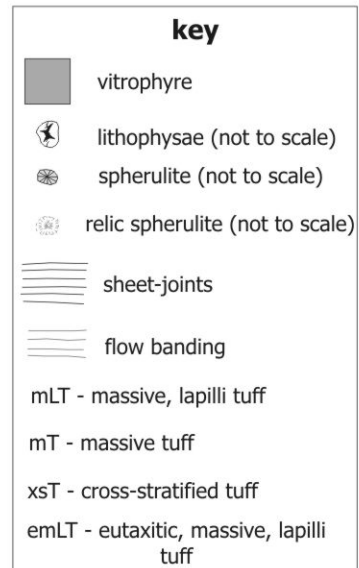 key
vitrophyre
lithophysae (not to scale)
spherulite (not to scale)
relic spherulite (not to scale)
sheet-joints
flow banding
mLT - massive, lapilli tuff
mT - massive tuff
xsT - cross-stratified tuff
emLT - eutaxitic, massive, lapilli
tuff